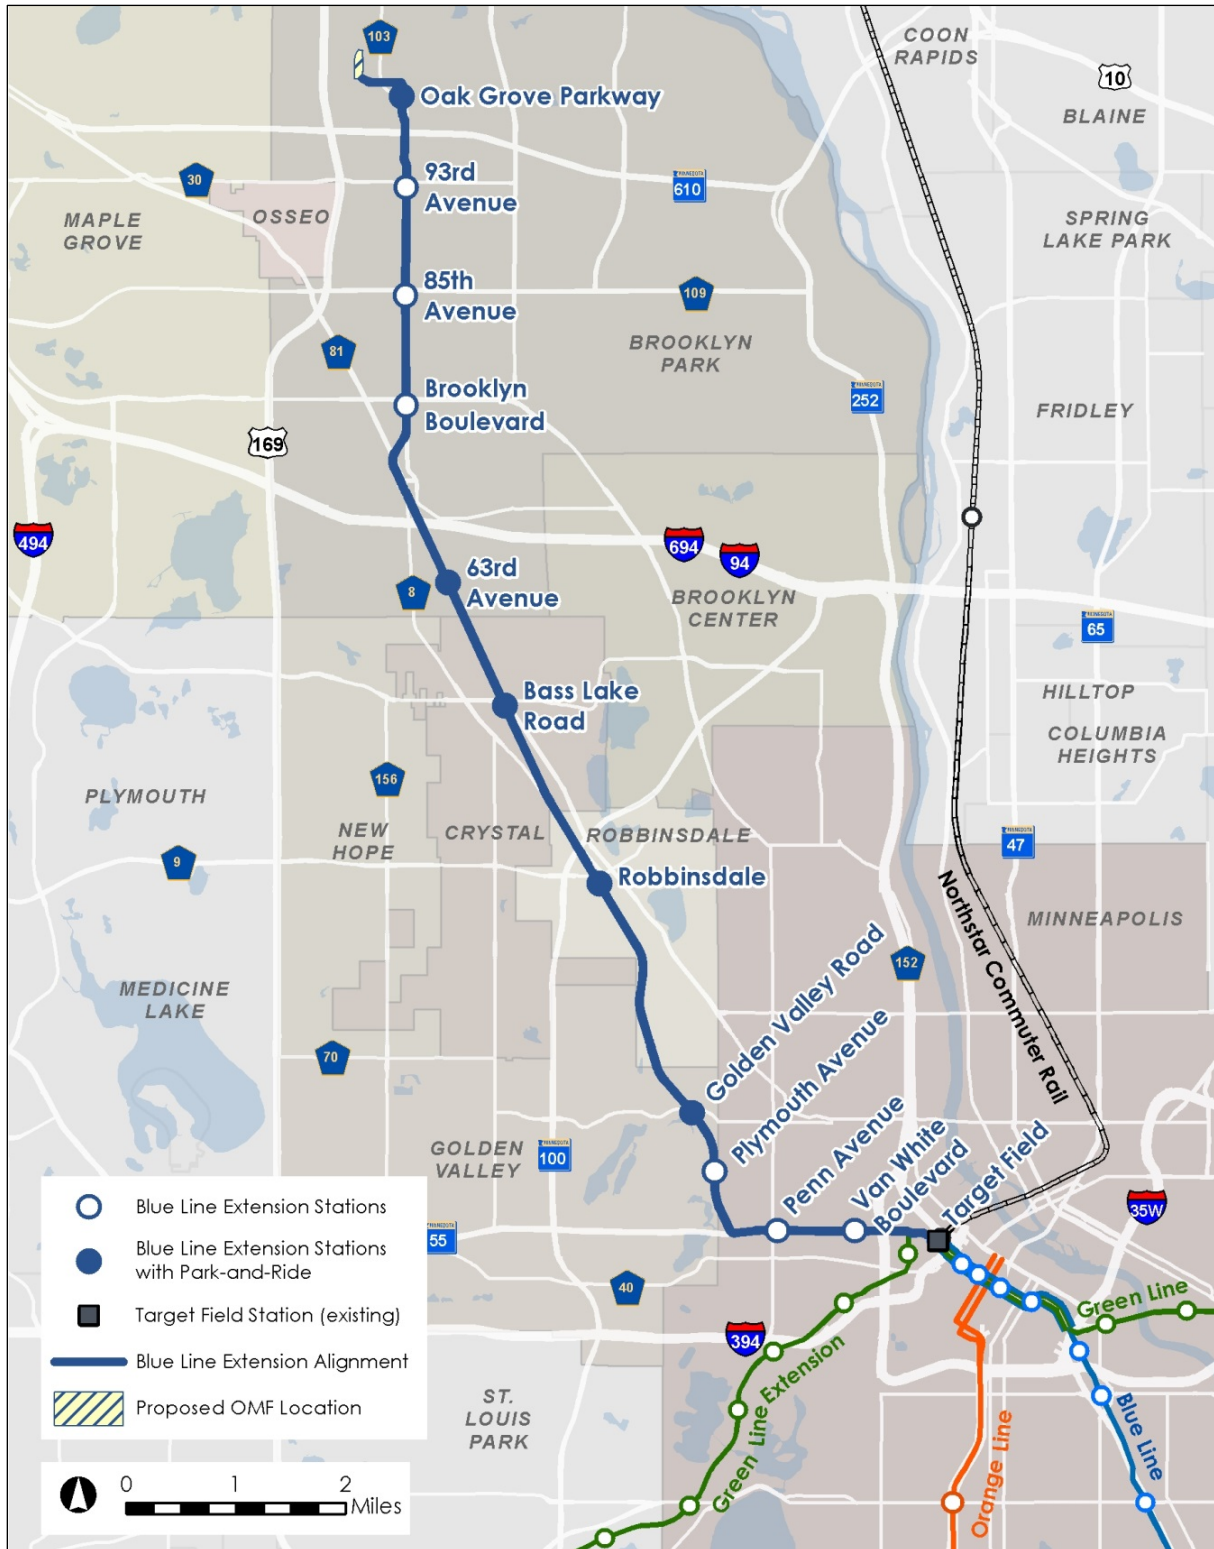 103
COON
RAPIDS
10
Oak Grove Parkway
BLAINE
93rd
Avenue
30
610
MAPLE
GROVE
OSSEO
SPRING
LAKE PARK
85th
Avenue
109
81
BROOKLYN
PARK
Brooklyn
Boulevard
MINNESOTA
252
FRIDLEY
169
494
694
94
63rd
Avenue
8
BROOKLYN
CENTER
65
Bass Lake
Road
HILLTOP
COLUMBIA
HEIGHTS
156
PLYMOUTH
NEW
HOPE
CRYSTAL
ROBBINSDALE
47
9
Robbinsdale
Northstar Commuter Rail
MINNEAPOLIS
Golden Valley Road
152
MEDICINE
LAKE
Plymouth Avenue
70
Penn Avenue
Van White
Boulevard
Target Field
GOLDEN
VALLEY
100
35W
55
40
394
Green Line
Green Line Extension
ST.
LOUIS
PARK
Orange Line
Blue Line
Blue Line Extension Stations
Blue Line Extension Stations
with Park-and-Ride
Target Field Station (existing)
Blue Line Extension Alignment
Proposed OMF Location
0 1 2
Miles